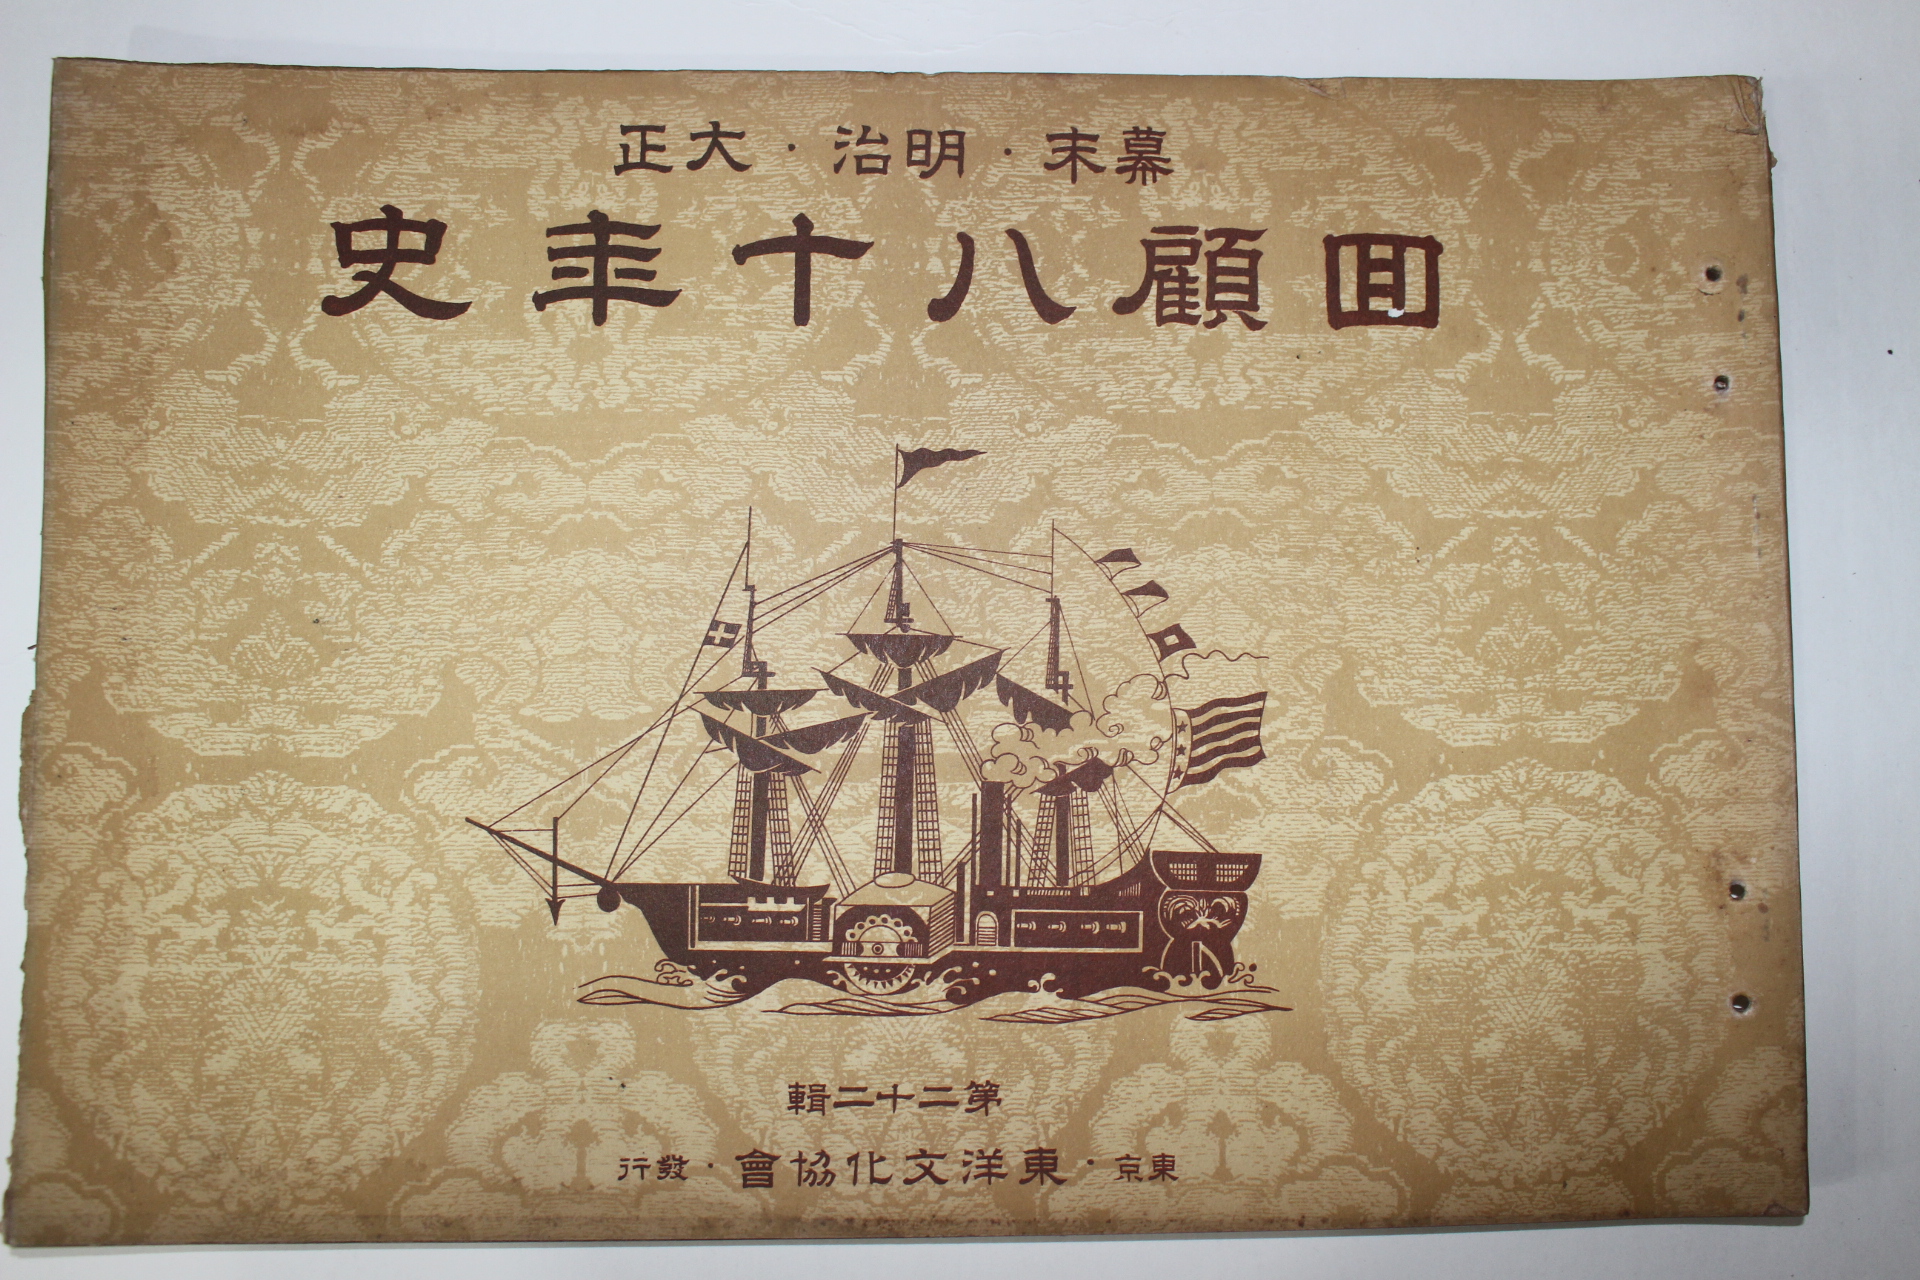 幕末・明治・大正
回顧八十年史
第二十二輯
東京・東洋文化協會・發行